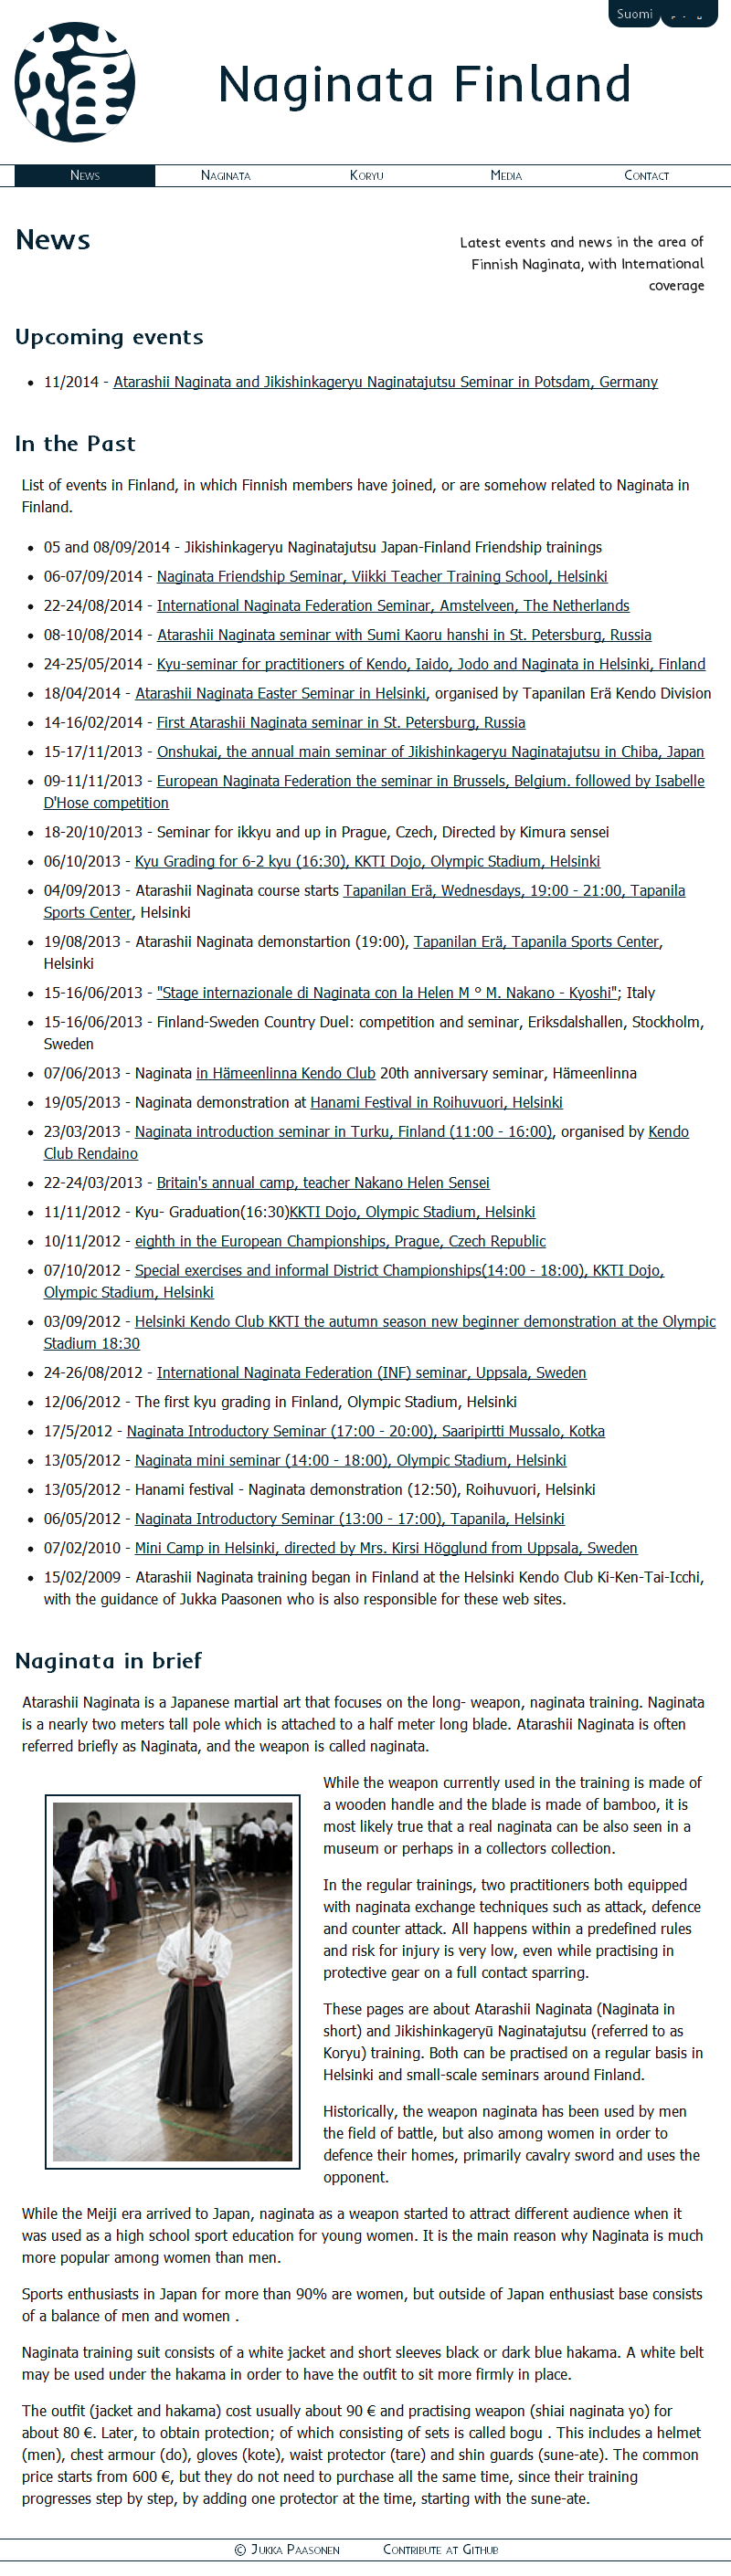 Suomi
Naginata Finland
News Naginata Koryu Media Contact
News
Latest events and news in the area of
Finnish Naginata, with International
coverage
Upcoming events
• 11/2014 - Atarashii Naginata and Jikishinkageryu Naginatajutsu Seminar in Potsdam, Germany
In the Past
List of events in Finland, in which Finnish members have joined, or are somehow related to Naginata in
Finland.
• 05 and 08/09/2014 - Jikishinkageryu Naginatajutsu Japan-Finland Friendship trainings
• 06-07/09/2014 - Naginata Friendship Seminar, Viikki Teacher Training School, Helsinki
• 22-24/08/2014 - International Naginata Federation Seminar, Amstelveen, The Netherlands
• 08-10/08/2014 - Atarashii Naginata seminar with Sumi Kaoru hanshi in St. Petersburg, Russia
• 24-25/05/2014 - Kyu-seminar for practitioners of Kendo, Iaido, Jodo and Naginata in Helsinki, Finland
• 18/04/2014 - Atarashii Naginata Easter Seminar in Helsinki, organised by Tapanilan Erä Kendo Division
• 14-16/02/2014 - First Atarashii Naginata seminar in St. Petersburg, Russia
• 15-17/11/2013 - Onshukai, the annual main seminar of Jikishinkageryu Naginatajutsu in Chiba, Japan
• 09-11/11/2013 - European Naginata Federation the seminar in Brussels, Belgium. followed by Isabelle
D'Hose competition
• 18-20/10/2013 - Seminar for ikkyu and up in Prague, Czech, Directed by Kimura sensei
• 06/10/2013 - Kyu Grading for 6-2 kyu (16:30), KKTI Dojo, Olympic Stadium, Helsinki
• 04/09/2013 - Atarashii Naginata course starts Tapanilan Erä, Wednesdays, 19:00 - 21:00, Tapanila
Sports Center, Helsinki
• 19/08/2013 - Atarashii Naginata demonstartion (19:00), Tapanilan Erä, Tapanila Sports Center,
Helsinki
• 15-16/06/2013 - "Stage internazionale di Naginata con la Helen M º M. Nakano - Kyoshi"; Italy
• 15-16/06/2013 - Finland-Sweden Country Duel: competition and seminar, Eriksdalshallen, Stockholm,
Sweden
• 07/06/2013 - Naginata in Hämeenlinna Kendo Club 20th anniversary seminar, Hämeenlinna
• 19/05/2013 - Naginata demonstration at Hanami Festival in Roihuvuori, Helsinki
• 23/03/2013 - Naginata introduction seminar in Turku, Finland (11:00 - 16:00), organised by Kendo
Club Rendaino
• 22-24/03/2013 - Britain's annual camp, teacher Nakano Helen Sensei
• 11/11/2012 - Kyu- Graduation(16:30)KKTI Dojo, Olympic Stadium, Helsinki
• 10/11/2012 - eighth in the European Championships, Prague, Czech Republic
• 07/10/2012 - Special exercises and informal District Championships(14:00 - 18:00), KKTI Dojo,
Olympic Stadium, Helsinki
• 03/09/2012 - Helsinki Kendo Club KKTI the autumn season new beginner demonstration at the Olympic
Stadium 18:30
• 24-26/08/2012 - International Naginata Federation (INF) seminar, Uppsala, Sweden
• 12/06/2012 - The first kyu grading in Finland, Olympic Stadium, Helsinki
• 17/5/2012 - Naginata Introductory Seminar (17:00 - 20:00), Saaripirtti Mussalo, Kotka
• 13/05/2012 - Naginata mini seminar (14:00 - 18:00), Olympic Stadium, Helsinki
• 13/05/2012 - Hanami festival - Naginata demonstration (12:50), Roihuvuori, Helsinki
• 06/05/2012 - Naginata Introductory Seminar (13:00 - 17:00), Tapanila, Helsinki
• 07/02/2010 - Mini Camp in Helsinki, directed by Mrs. Kirsi Högglund from Uppsala, Sweden
• 15/02/2009 - Atarashii Naginata training began in Finland at the Helsinki Kendo Club Ki-Ken-Tai-Icchi,
with the guidance of Jukka Paasonen who is also responsible for these web sites.
Naginata in brief
Atarashii Naginata is a Japanese martial art that focuses on the long- weapon, naginata training. Naginata
is a nearly two meters tall pole which is attached to a half meter long blade. Atarashii Naginata is often
referred briefly as Naginata, and the weapon is called naginata.
While the weapon currently used in the training is made of
a wooden handle and the blade is made of bamboo, it is
most likely true that a real naginata can be also seen in a
museum or perhaps in a collectors collection.
In the regular trainings, two practitioners both equipped
with naginata exchange techniques such as attack, defence
and counter attack. All happens within a predefined rules
and risk for injury is very low, even while practising in
protective gear on a full contact sparring.
These pages are about Atarashii Naginata (Naginata in
short) and Jikishinkageryū Naginatajutsu (referred to as
Koryu) training. Both can be practised on a regular basis in
Helsinki and small-scale seminars around Finland.
Historically, the weapon naginata has been used by men
the field of battle, but also among women in order to
defence their homes, primarily cavalry sword and uses the
opponent.
While the Meiji era arrived to Japan, naginata as a weapon started to attract different audience when it
was used as a high school sport education for young women. It is the main reason why Naginata is much
more popular among women than men.
Sports enthusiasts in Japan for more than 90% are women, but outside of Japan enthusiast base consists
of a balance of men and women .
Naginata training suit consists of a white jacket and short sleeves black or dark blue hakama. A white belt
may be used under the hakama in order to have the outfit to sit more firmly in place.
The outfit (jacket and hakama) cost usually about 90 € and practising weapon (shiai naginata yo) for
about 80 €. Later, to obtain protection; of which consisting of sets is called bogu . This includes a helmet
(men), chest armour (do), gloves (kote), waist protector (tare) and shin guards (sune-ate). The common
price starts from 600 €, but they do not need to purchase all the same time, since their training
progresses step by step, by adding one protector at the time, starting with the sune-ate.
© Jukka Paasonen Contribute at Github